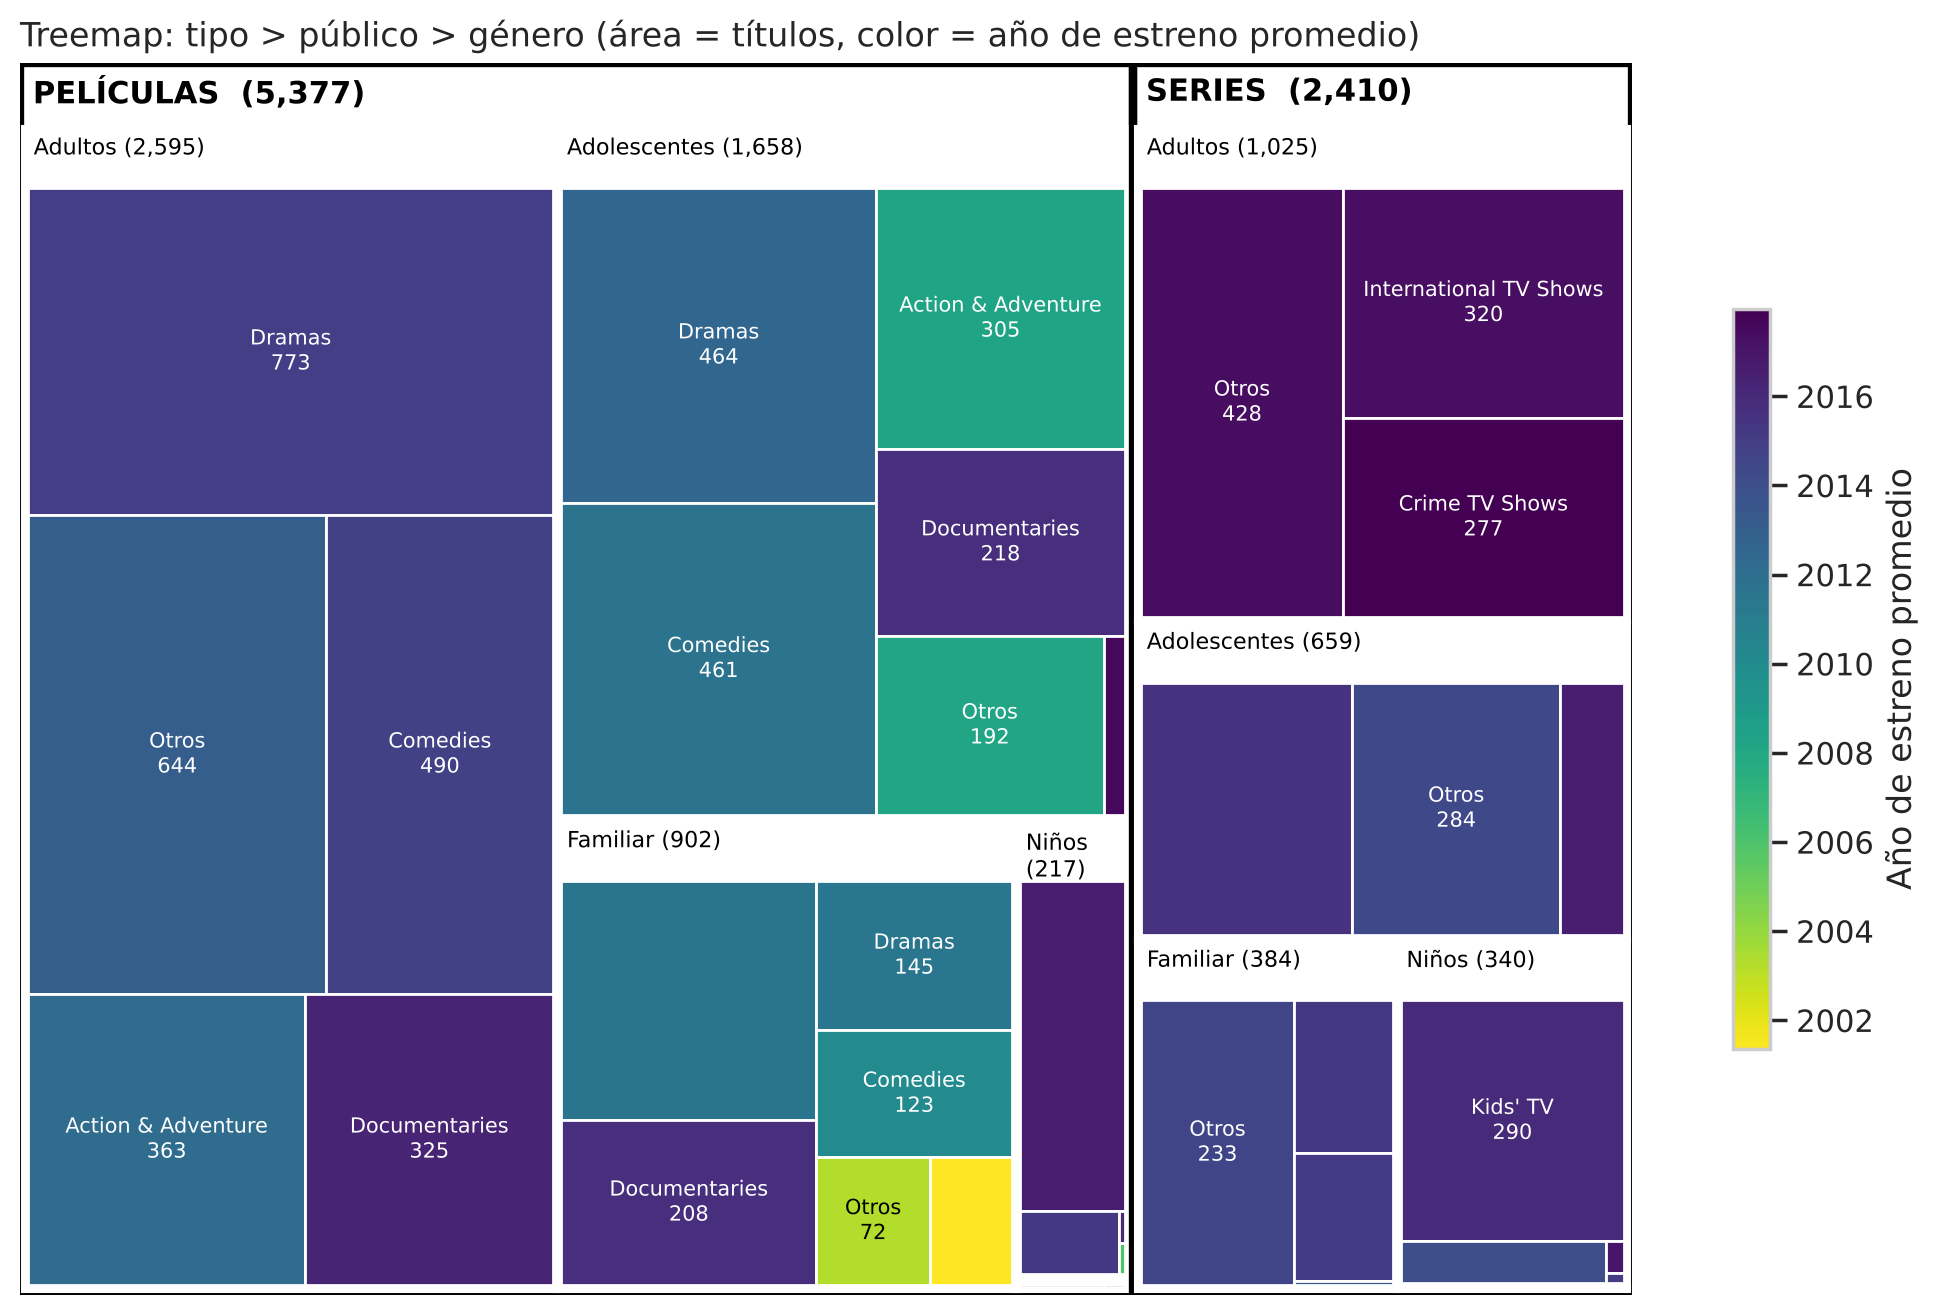 Treemap: tipo > público > género (área = títulos, color = año de estreno promedio)
PELÍCULAS  (5,377)
Adultos (2,595)
Dramas
773
Otros
644
Comedies
490
Action & Adventure
363
Documentaries
325
Adolescentes (1,658)
Dramas
464
Action & Adventure
305
Documentaries
218
Comedies
461
Otros
192
Familiar (902)
Dramas
145
Comedies
123
Documentaries
208
Otros
72
Niños
(217)
SERIES  (2,410)
Adultos (1,025)
Otros
428
International TV Shows
320
Crime TV Shows
277
Adolescentes (659)
Otros
284
Familiar (384)
Otros
233
Niños (340)
Kids' TV
290
2016
2014
2012
2010
2008
2006
2004
2002
Año de estreno promedio